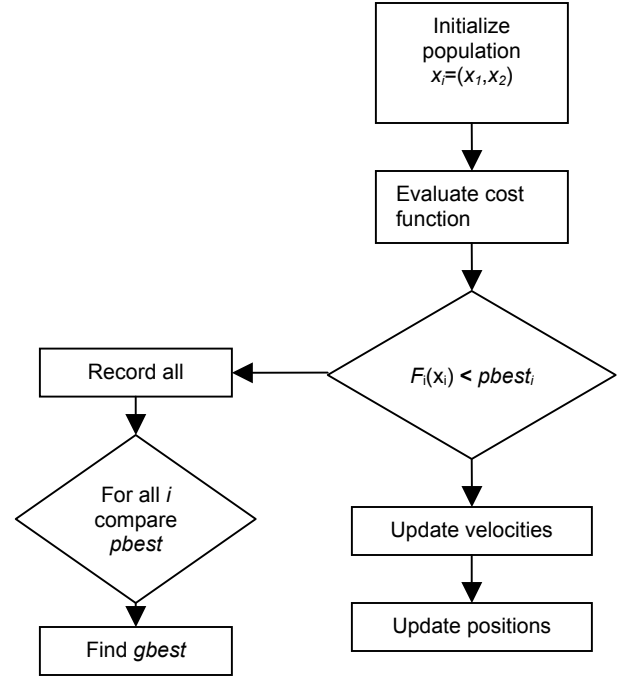 Initialize
population
xᵢ=(x₁,x₂)
Evaluate cost
function
Fᵢ(xᵢ) < pbestᵢ
Record all
For all i
compare
pbest
Find gbest
Update velocities
Update positions